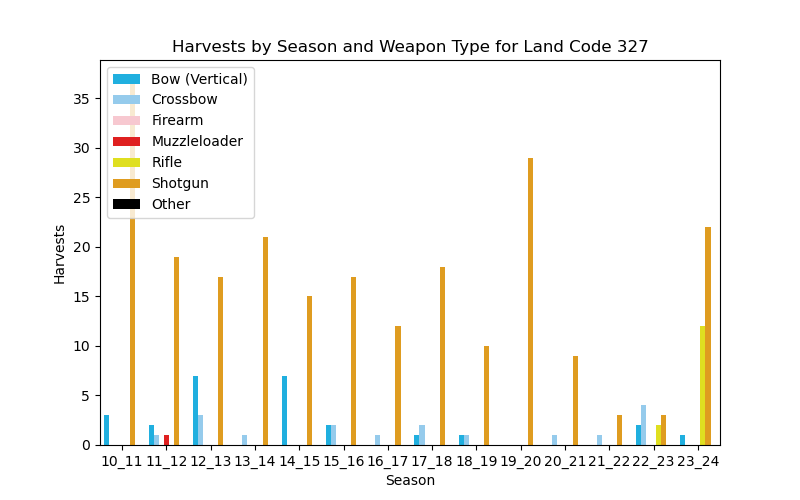 Harvests by Season and Weapon Type for Land Code 327
Bow (Vertical)
Crossbow
Firearm
Muzzleloader
Rifle
Shotgun
Other
35
30
25
20
15
10
5
0
Harvests
10_11 11_12 12_13 13_14 14_15 15_16 16_17 17_18 18_19 19_20 20_21 21_22 22_23 23_24
Season